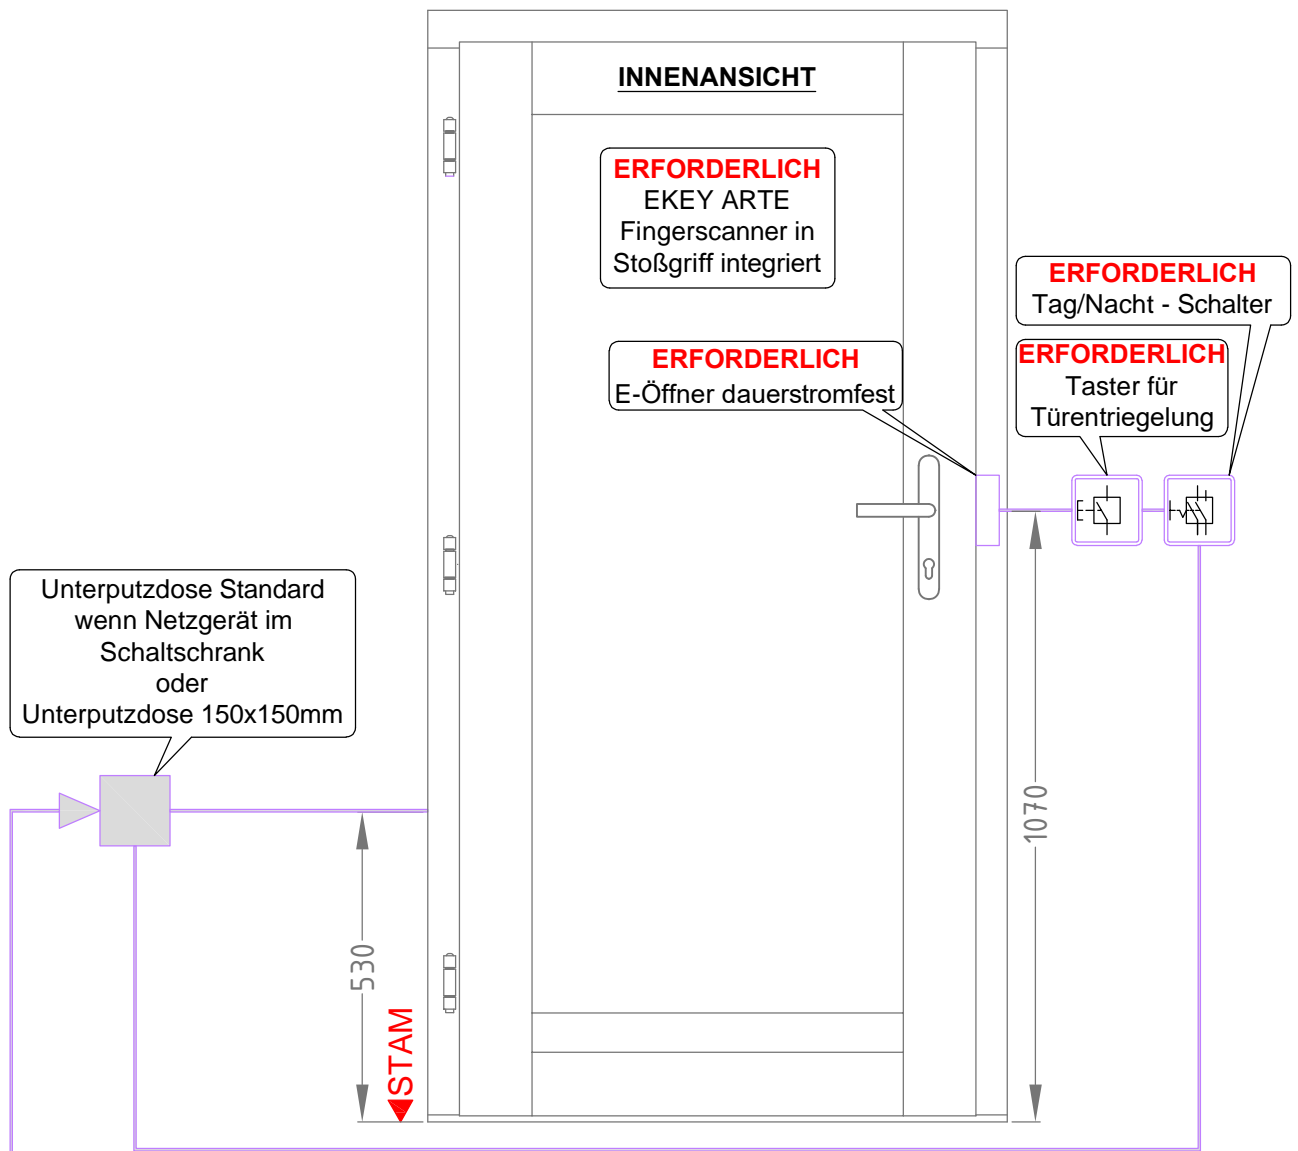 INNENANSICHT
ERFORDERLICH
EKEY ARTE
Fingerscanner in
Stoßgriff integriert
ERFORDERLICH
Tag/Nacht - Schalter
ERFORDERLICH
E-Öffner dauerstromfest
ERFORDERLICH
Taster für
Türentriegelung
Unterputzdose Standard
wenn Netzgerät im
Schaltschrank
oder
Unterputzdose 150x150mm
1070
530
STAM